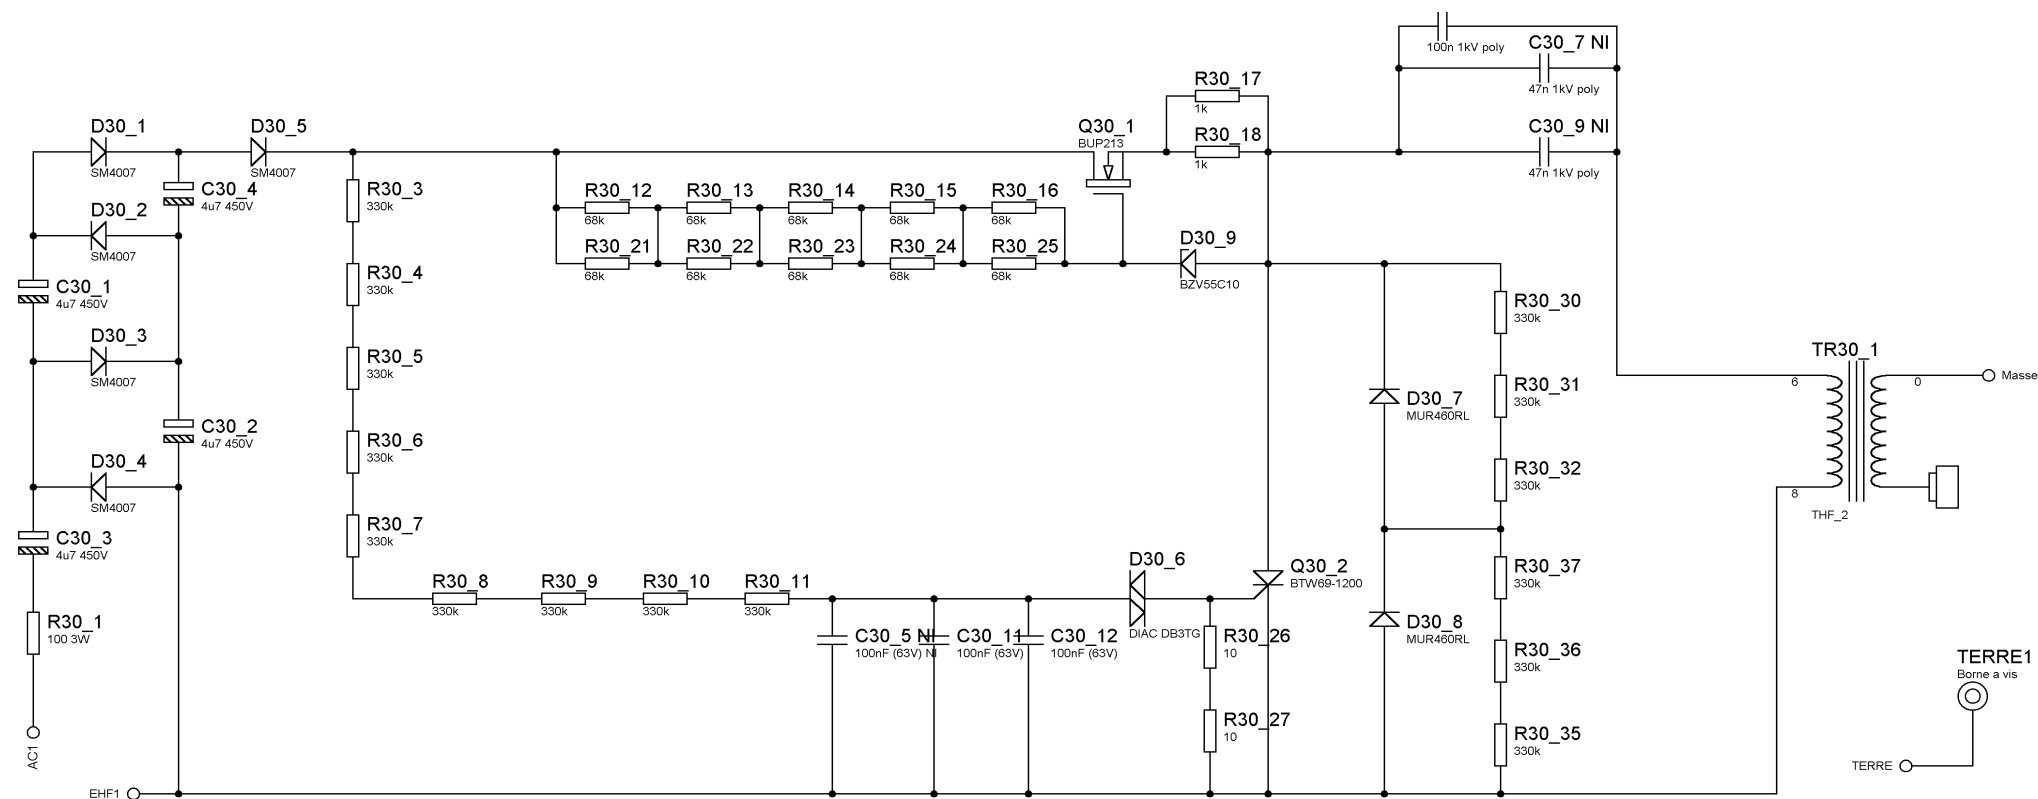 100n 1kV poly
C30_7 NI
47n 1kV poly
C30_9 NI
47n 1kV poly
R30_17
1k
R30_18
1k
Q30_1
BUP213
D30_1
SM4007
D30_5
SM4007
C30_4
4u7 450V
D30_2
SM4007
C30_1
4u7 450V
D30_3
SM4007
C30_2
4u7 450V
D30_4
SM4007
C30_3
4u7 450V
R30_1
100 3W
AC1
EHF1
R30_3
330k
R30_4
330k
R30_5
330k
R30_6
330k
R30_7
330k
R30_8
330k
R30_9
330k
R30_10
330k
R30_11
330k
R30_12
68k
R30_13
68k
R30_14
68k
R30_15
68k
R30_16
68k
R30_21
68k
R30_22
68k
R30_23
68k
R30_24
68k
R30_25
68k
D30_9
BZV55C10
C30_5 NI
100nF (63V) NI
C30_11
100nF (63V)
C30_12
100nF (63V)
D30_6
DIAC DB3TG
R30_26
10
R30_27
10
Q30_2
BTW69-1200
D30_7
MUR460RL
D30_8
MUR460RL
R30_30
330k
R30_31
330k
R30_32
330k
R30_37
330k
R30_36
330k
R30_35
330k
TR30_1
6
0
8
THF_2
Masse
TERRE1
Borne a vis
TERRE